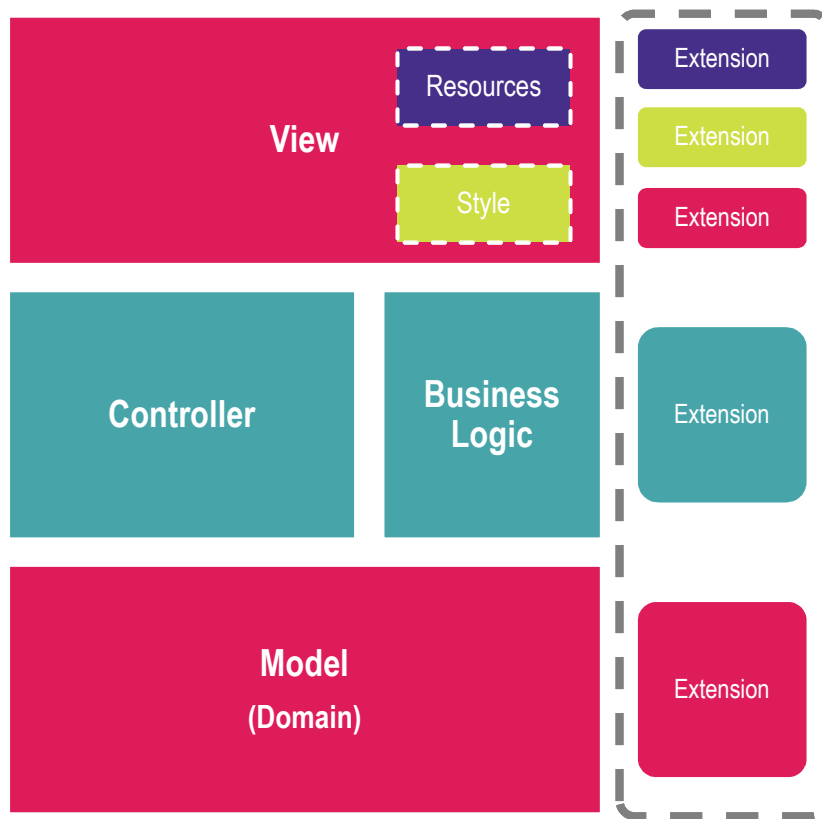 View
Resources
Style
Extension
Extension
Extension
Controller
Business
Logic
Extension
Model
(Domain)
Extension